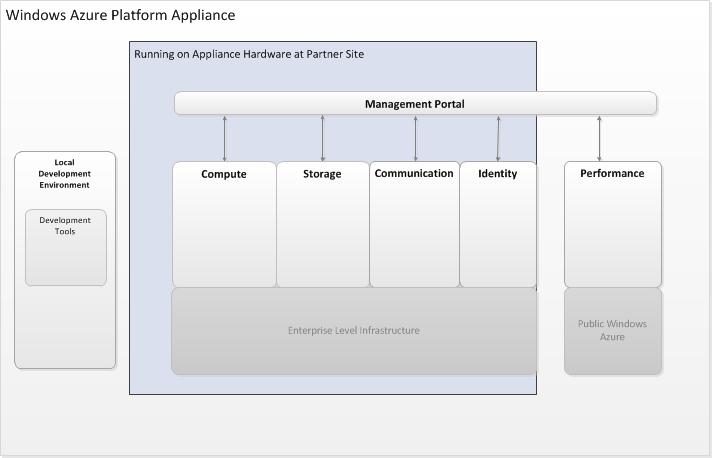 Windows Azure Platform Appliance
Running on Appliance Hardware at Partner Site
Management Portal
Local
Development
Environment
Development
Tools
Compute
Storage
Communication
Identity
Performance
Enterprise Level Infrastructure
Public Windows
Azure